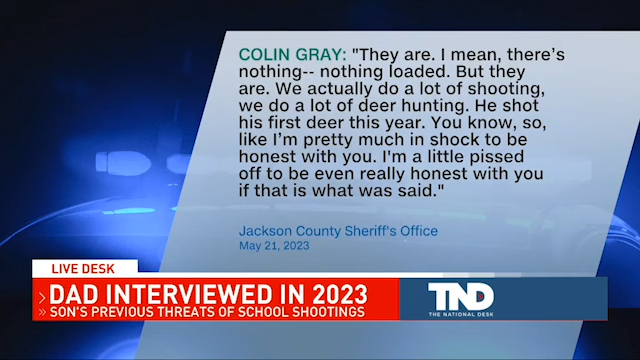 COLIN GRAY: "They are. I mean, there's
nothing-- nothing loaded. But they
are. We actually do a lot of shooting,
we do a lot of deer hunting. He shot
his first deer this year. You know, so,
like I'm pretty much in shock to be
honest with you. I'm a little pissed
off to be even really honest with you
if that is what was said."
Jackson County Sheriff's Office
May 21, 2023
LIVE DESK
DAD INTERVIEWED IN 2023
SON'S PREVIOUS THREATS OF SCHOOL SHOOTINGS
TND
THE NATIONAL DESK